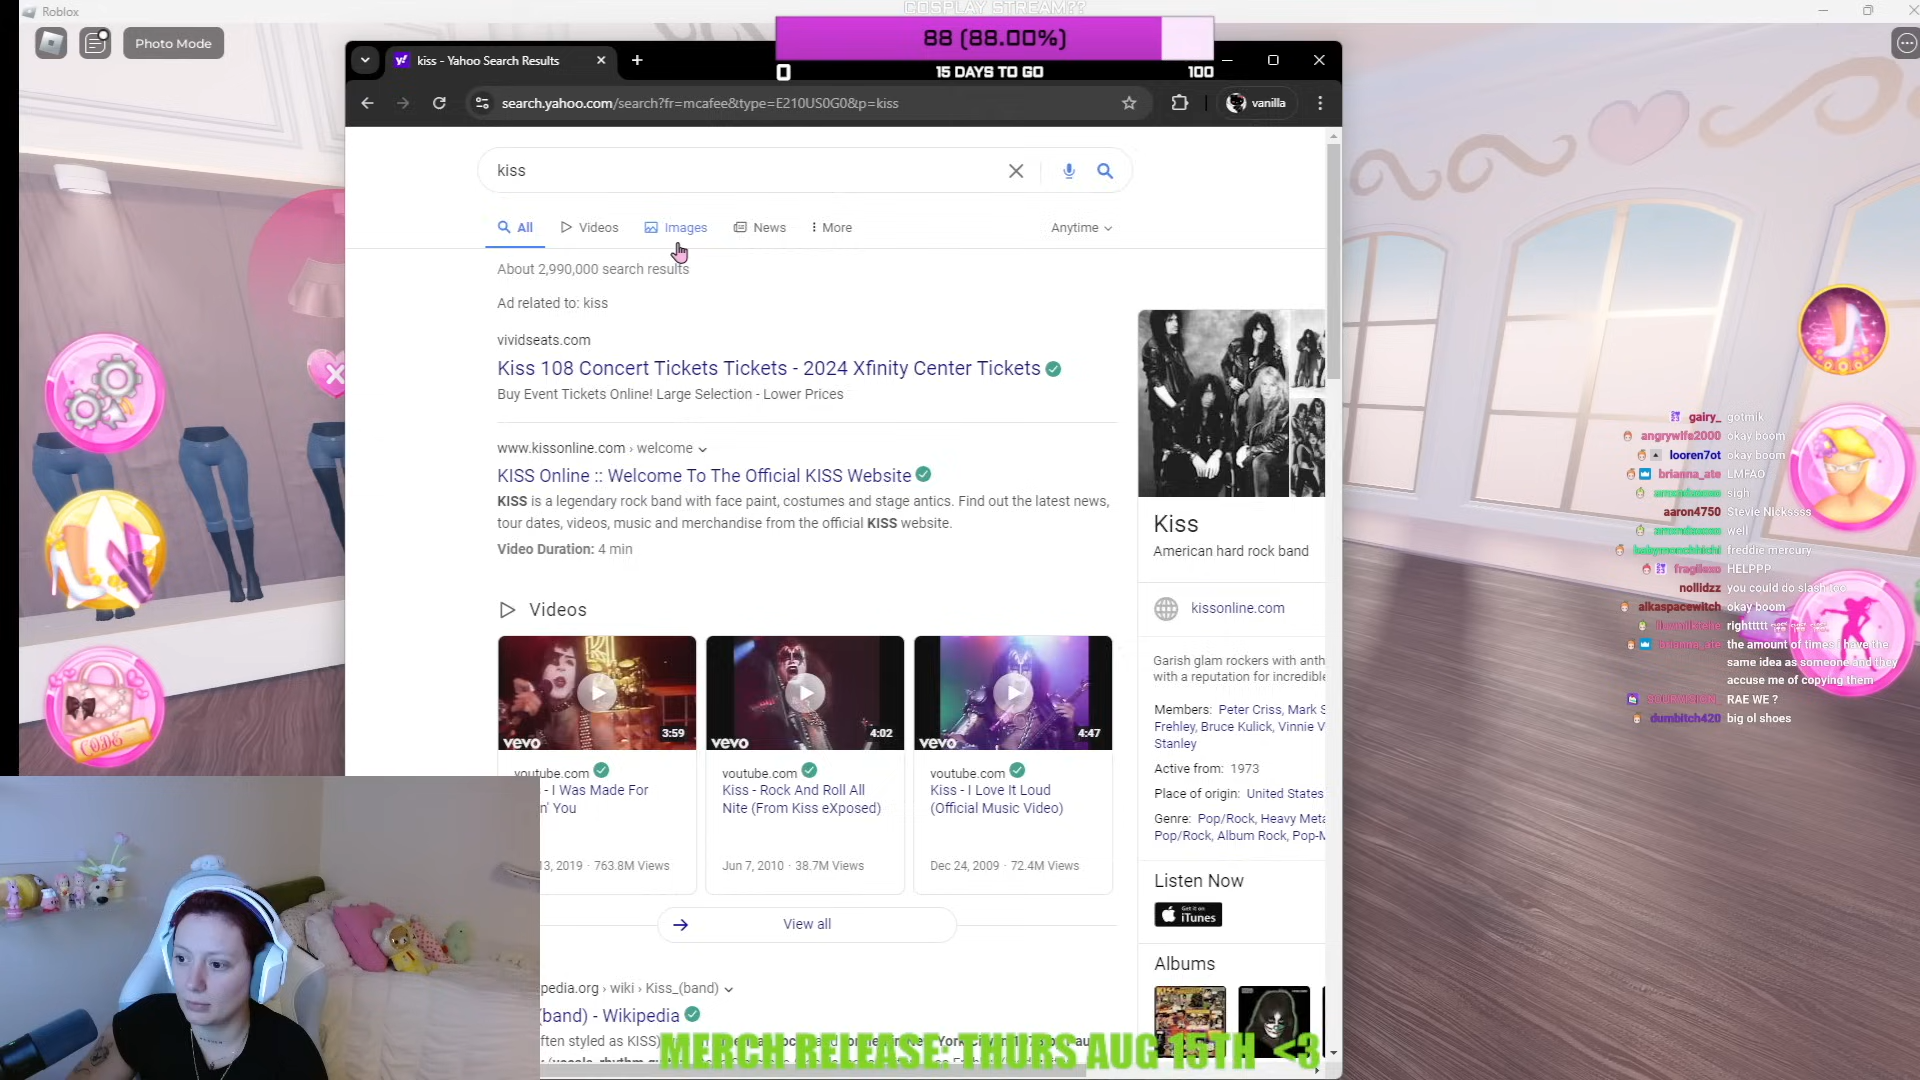 Roblox
COSPLAY STREAM??
Photo Mode
88 (88.00%)
0
15 DAYS TO GO
100
kiss - Yahoo Search Results
search.yahoo.com/search?fr=mcafee&type=E210US0G0&p=kiss
vanilla
kiss
All
Videos
Images
News
More
Anytime
About 2,990,000 search results
Ad related to: kiss
vividseats.com
Kiss 108 Concert Tickets Tickets - 2024 Xfinity Center Tickets
Buy Event Tickets Online! Large Selection - Lower Prices
www.kissonline.com › welcome
KISS Online :: Welcome To The Official KISS Website
KISS is a legendary rock band with face paint, costumes and stage antics. Find out the latest news,
tour dates, videos, music and merchandise from the official KISS website.
Video Duration: 4 min
Videos
3:59
vevo
4:02
vevo
4:47
vevo
youtube.com
- I Was Made For
n' You
13, 2019 · 763.8M Views
youtube.com
Kiss - Rock And Roll All
Nite (From Kiss eXposed)
Jun 7, 2010 · 38.7M Views
youtube.com
Kiss - I Love It Loud
(Official Music Video)
Dec 24, 2009 · 72.4M Views
View all
pedia.org › wiki › Kiss_(band)
(band) - Wikipedia
ften styled as KISS)
Kiss
American hard rock band
kissonline.com
Garish glam rockers with anth
with a reputation for incredible
Members: Peter Criss, Mark S
Frehley, Bruce Kulick, Vinnie V
Stanley
Active from: 1973
Place of origin: United States
Genre: Pop/Rock, Heavy Meta
Pop/Rock, Album Rock, Pop-M
Listen Now
Get it on
iTunes
Albums
CODE
gairy_ gotmik
angrywife2000 okay boom
looren7ot okay boom
brianna_ate LMFAO
sigh
aaron4750 Stevie Nickssss
well
freddie mercury
fragilexo HELPPP
nollidzz you could do slash too
alkaspacewitch okay boom
righttttt
brianna_ate the amount of times i have the
same idea as someone and they
accuse me of copying them
RAE WE ?
dumbitch420 big ol shoes
MERCH RELEASE: THURS AUG 15TH <3